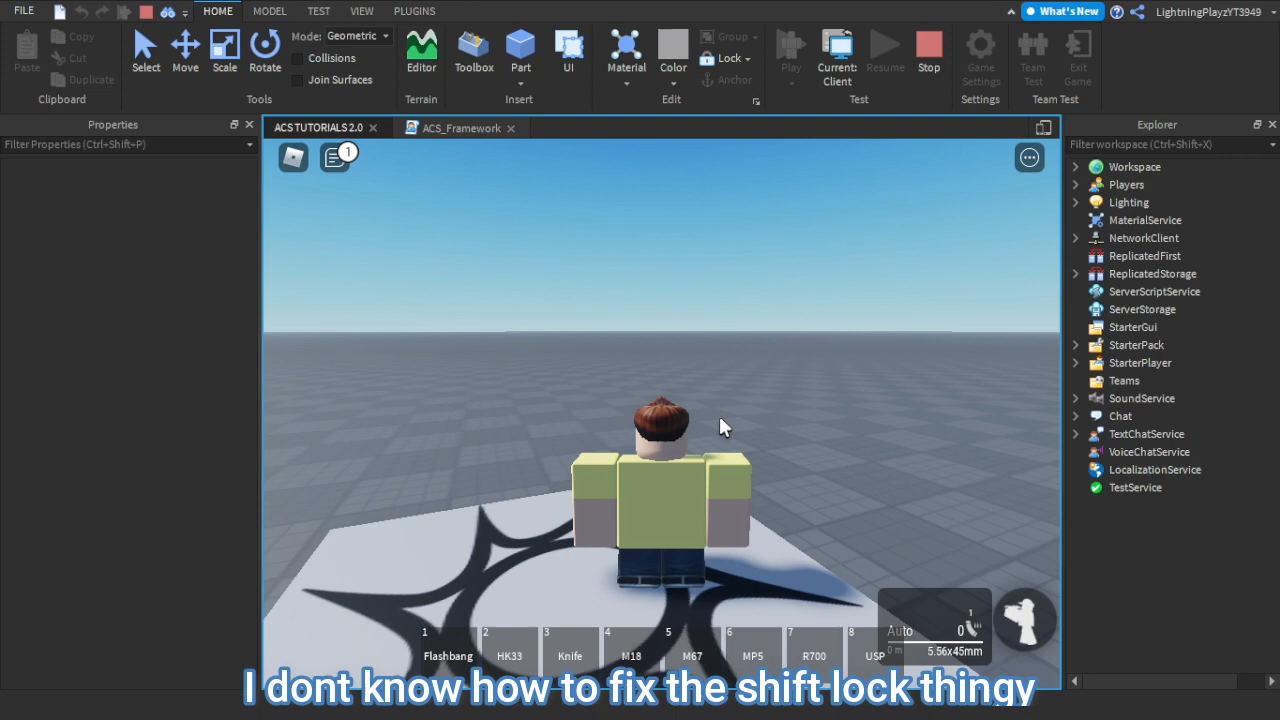 FILE
HOME
MODEL
TEST
VIEW
PLUGINS
What's New
LightningPlayzYT3949
Paste
Copy
Cut
Duplicate
Clipboard
Select
Move
Scale
Rotate
Mode: Geometric
Collisions
Join Surfaces
Tools
Editor
Terrain
Toolbox
Part
UI
Insert
Material
Color
Group
Lock
Anchor
Edit
Play
Current:
Client
Resume
Stop
Test
Game
Settings
Settings
Team
Test
Exit
Game
Team Test
Properties
Filter Properties (Ctrl+Shift+P)
ACS TUTORIALS 2.0
ACS_Framework
1
Explorer
Filter workspace (Ctrl+Shift+X)
Workspace
Players
Lighting
MaterialService
NetworkClient
ReplicatedFirst
ReplicatedStorage
ServerScriptService
ServerStorage
StarterGui
StarterPack
StarterPlayer
Teams
SoundService
Chat
TextChatService
VoiceChatService
LocalizationService
TestService
1
Flashbang
2
HK33
3
Knife
4
M18
5
M67
6
MP5
7
R700
8
USP
1
Auto
0
0 m
5.56x45mm
I dont know how to fix the shift lock thingy